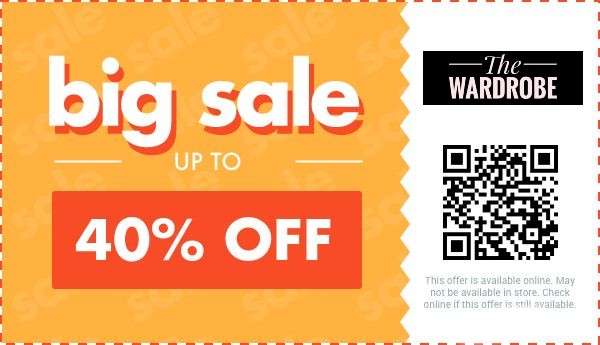 big sale
UP TO
40% OFF
The
WARDROBE
This offer is available online. May
not be available in store. Check
online if this offer is still available.